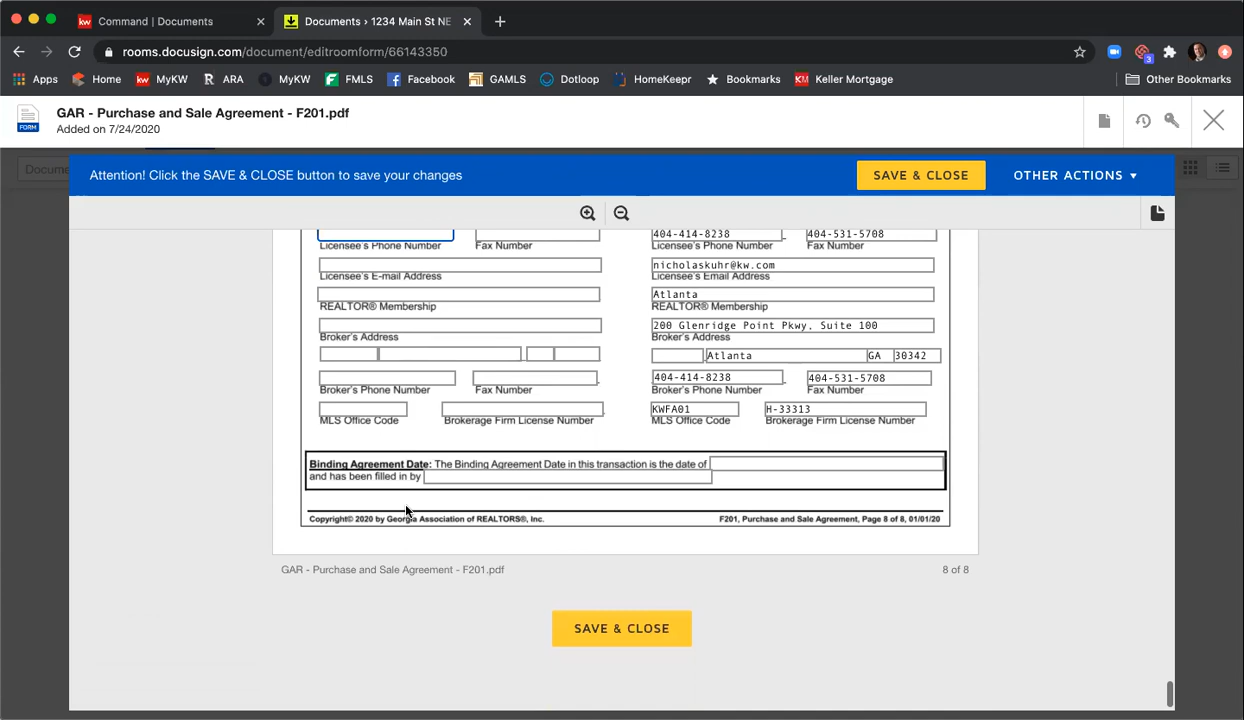 Command | Documents
Documents › 1234 Main St NE
rooms.docusign.com/document/editroomform/66143350
3
Apps
Home
kw MyKW
R ARA
MyKW
FMLS
Facebook
GAMLS
Dotloop
HomeKeepr
Bookmarks
KM Keller Mortgage
Other Bookmarks
FORM
GAR - Purchase and Sale Agreement - F201.pdf
Added on 7/24/2020
Docume
Attention! Click the SAVE & CLOSE button to save your changes
SAVE & CLOSE
OTHER ACTIONS
404-414-8238
404-531-5708
Licensee's Phone Number
Fax Number
Licensee's Phone Number
Fax Number
nicholaskuhr@kw.com
Licensee's E-mail Address
Licensee's Email Address
Atlanta
REALTOR® Membership
REALTOR® Membership
200 Glenridge Point Pkwy, Suite 100
Broker's Address
Broker's Address
Atlanta GA 30342
404-414-8238
404-531-5708
Broker's Phone Number
Fax Number
Broker's Phone Number
Fax Number
KWFA01
H-33313
MLS Office Code
Brokerage Firm License Number
MLS Office Code
Brokerage Firm License Number
Binding Agreement Date: The Binding Agreement Date in this transaction is the date of
and has been filled in by
Copyright© 2020 by Georgia Association of REALTORS®, Inc.
F201, Purchase and Sale Agreement, Page 8 of 8, 01/01/20
GAR - Purchase and Sale Agreement - F201.pdf
8 of 8
SAVE & CLOSE